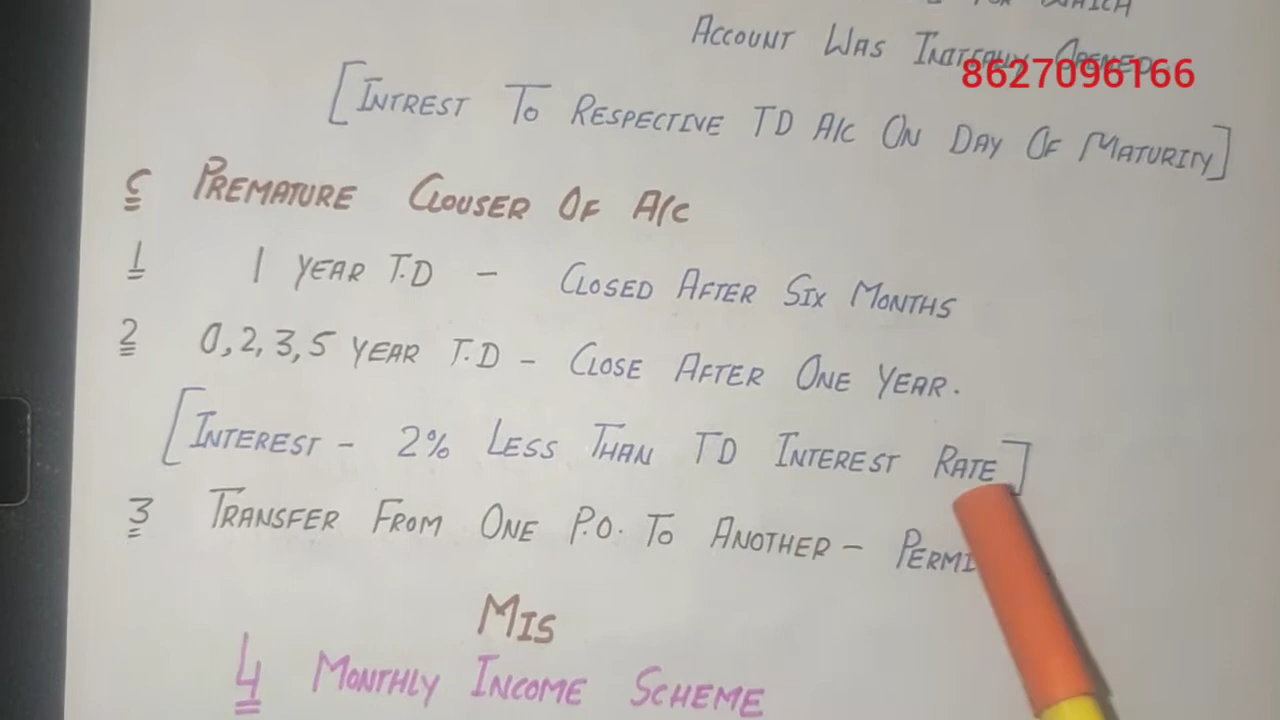 WHICH
ACCOUNT WAS OPENED
8627096166
[INTREST TO RESPECTIVE TD A/C ON DAY OF MATURITY]
C PREMATURE CLOUSER OF A/C
1 1 YEAR T.D - CLOSED AFTER SIX MONTHS
2 0,2,3,5 YEAR T.D - CLOSE AFTER ONE YEAR.
[INTEREST - 2% LESS THAN TD INTEREST RATE]
3 TRANSFER FROM ONE P.O. TO ANOTHER - PERMI
MIS
4 MONTHLY INCOME SCHEME